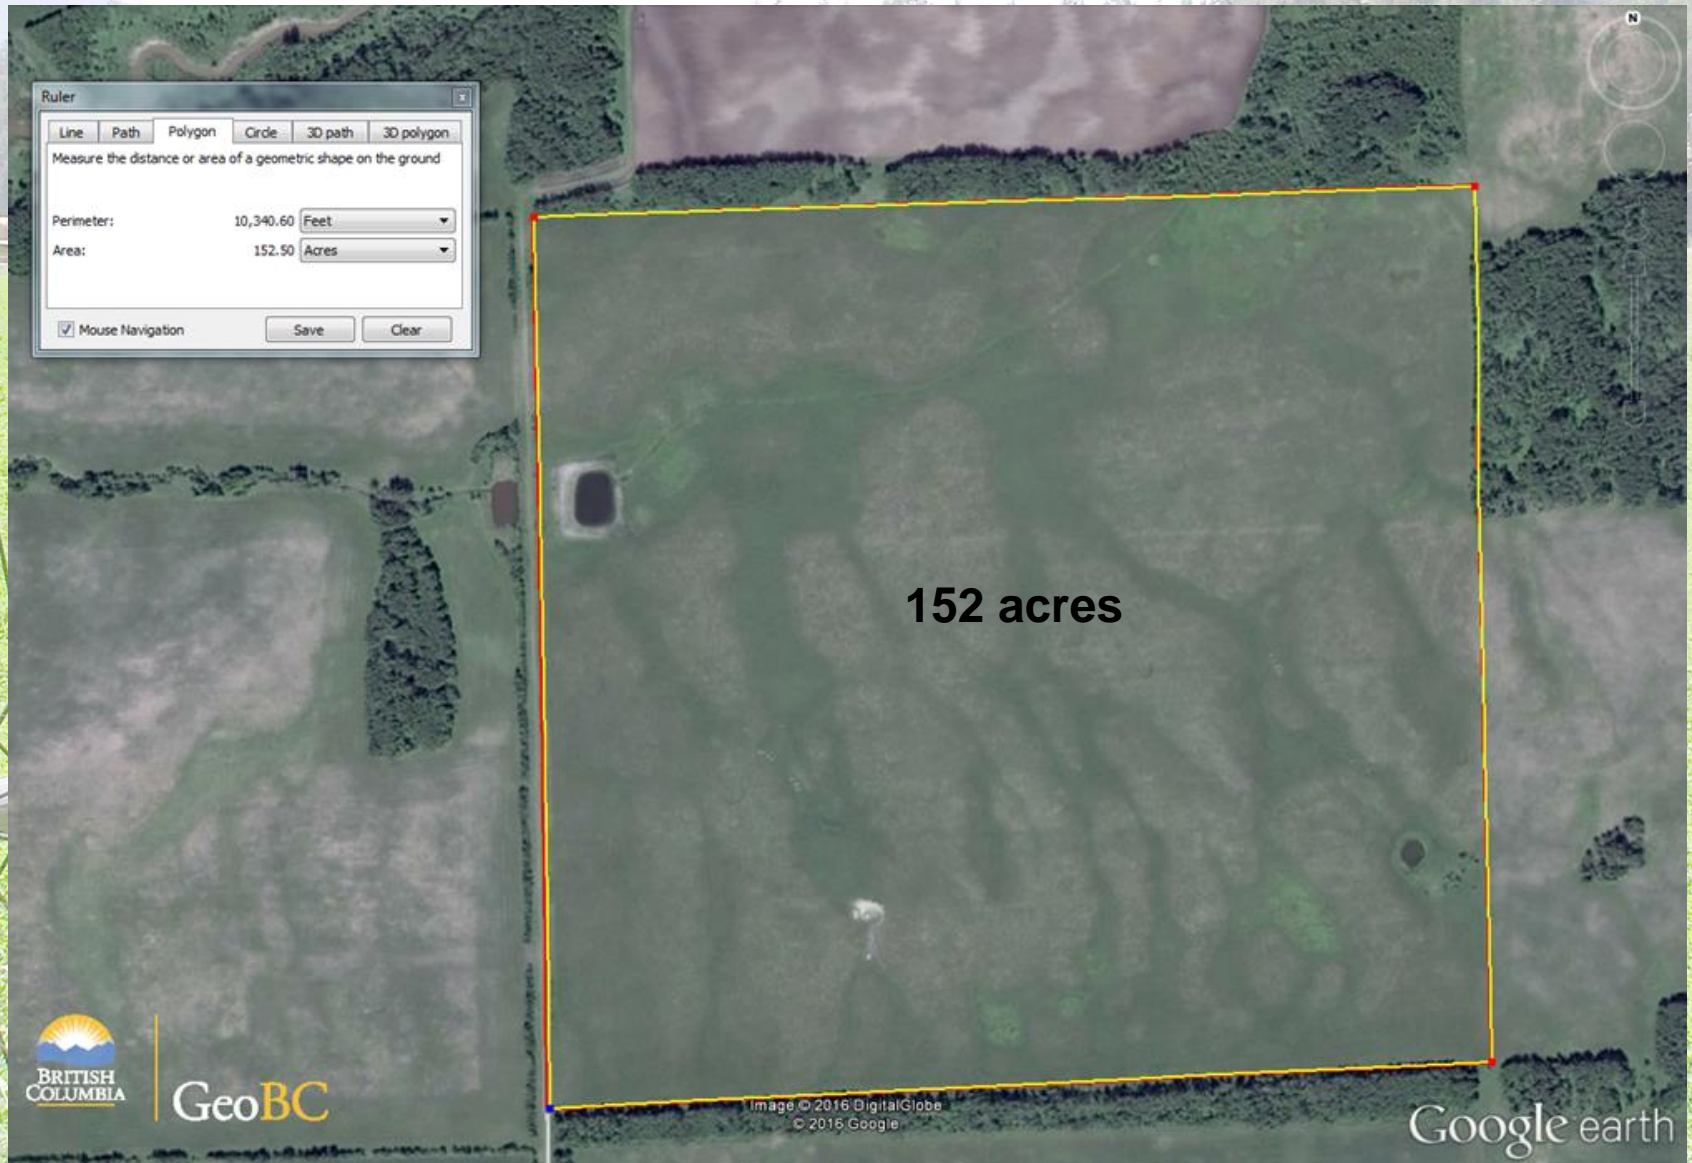 N
Ruler
x
Line Path Polygon Circle 3D path 3D polygon
Measure the distance or area of a geometric shape on the ground
Perimeter: 10,340.60 Feet
Area: 152.50 Acres
Mouse Navigation Save Clear
152 acres
BRITISH
COLUMBIA
GeoBC
Image © 2016 DigitalGlobe
© 2016 Google
Google earth